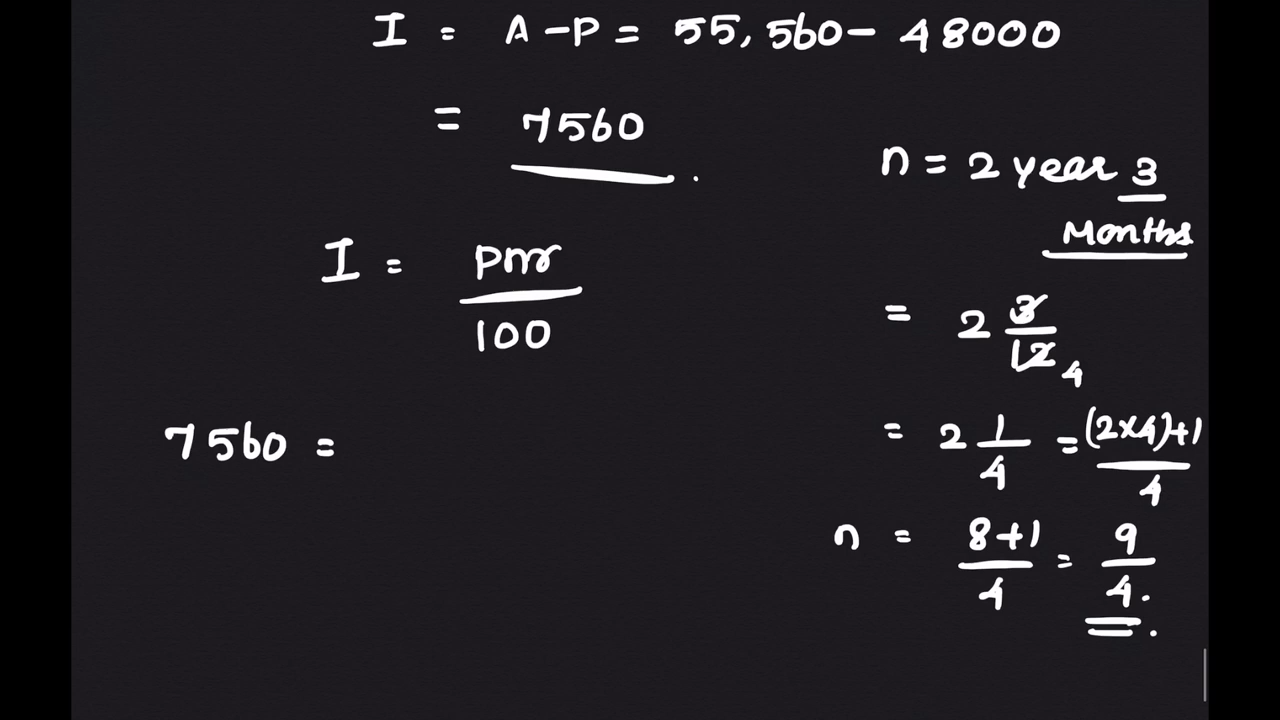 I = A - P = 55,560 - 48000
= 7560
I = Pnr / 100
7560 =
n = 2 year 3
Months
= 2 3/12 4
= 2 1/4 = (2×4)+1 / 4
n = 8+1 / 4 = 9 / 4.